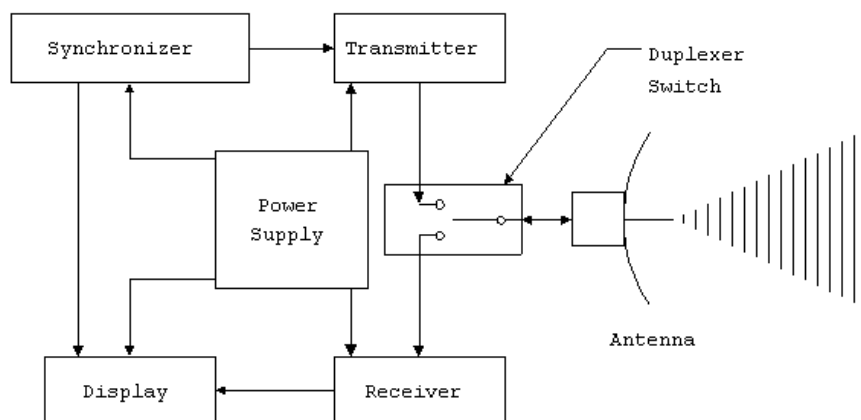 Synchronizer
Transmitter
Duplexer
Switch
Power
Supply
Antenna
Display
Receiver